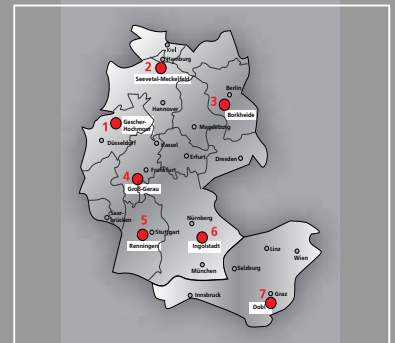 Kiel
Hamburg
2
Seevetal-Meckelfeld
Berlin
3
Hannover
Borkheide
1
Gescher-
Hochmoor
Magdeburg
Düsseldorf
Kassel
Erfurt
Dresden
4
Frankfurt
Groß-Gerau
Saar-
brücken
Nürnberg
5
Stuttgart
6
Renningen
Ingolstadt
Linz
Wien
München
Salzburg
Innsbruck
7
Graz
Dobl